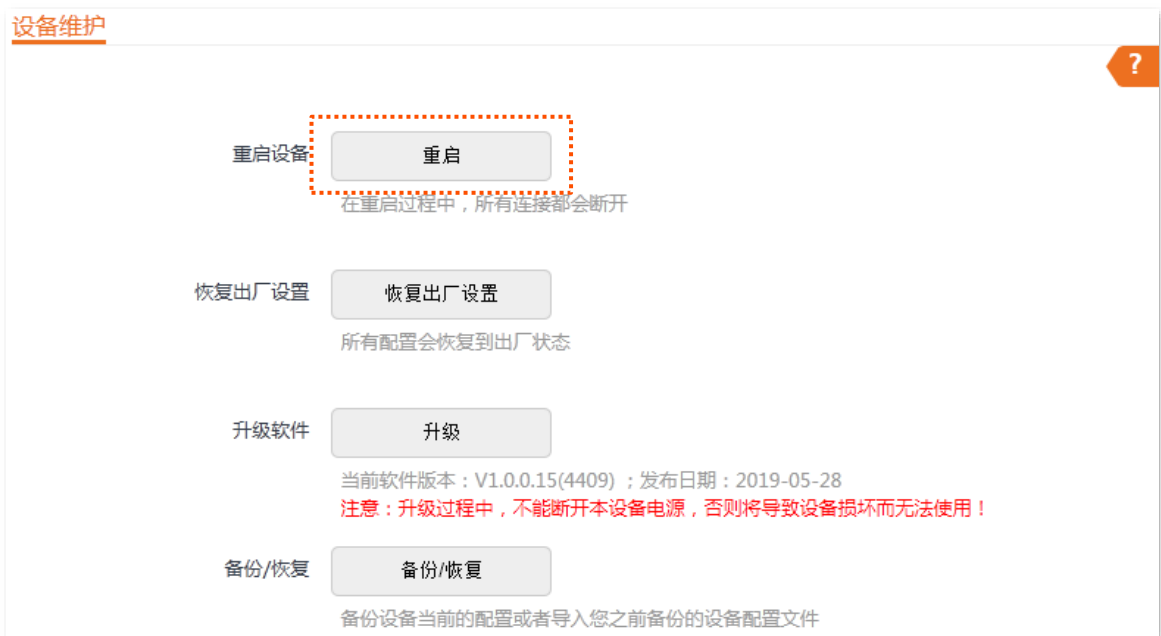 设备维护
?
重启设备 重启
在重启过程中，所有连接都会断开
恢复出厂设置 恢复出厂设置
所有配置会恢复到出厂状态
升级软件 升级
当前软件版本：V1.0.0.15(4409) ；发布日期：2019-05-28
注意：升级过程中，不能断开本设备电源，否则将导致设备损坏而无法使用！
备份/恢复 备份/恢复
备份设备当前的配置或者导入您之前备份的设备配置文件